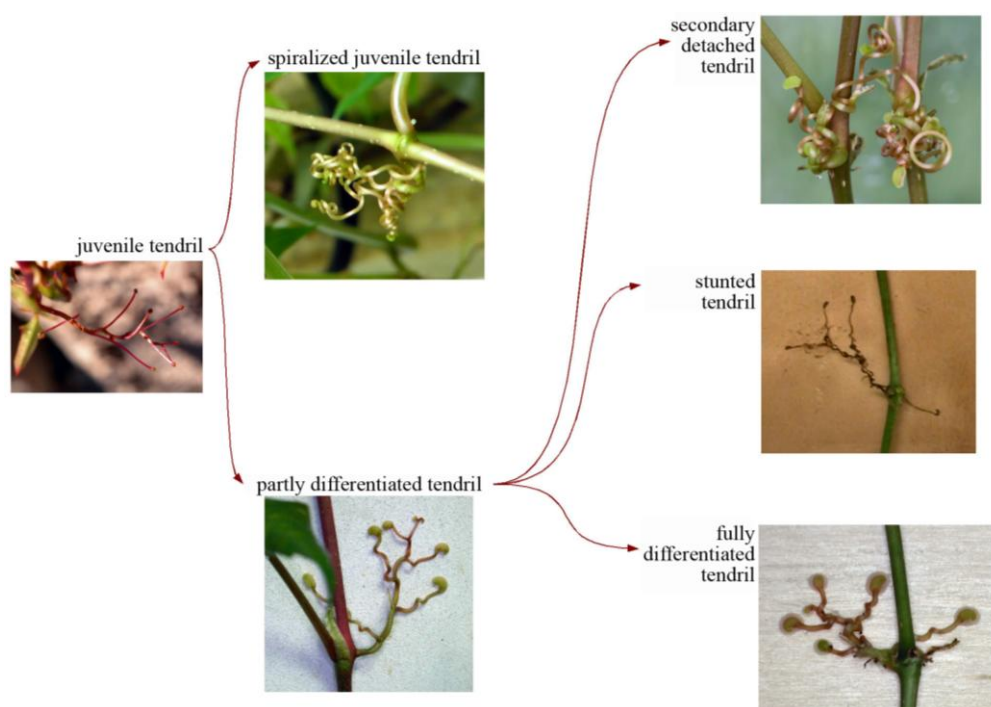 spiralized juvenile tendril
juvenile tendril
partly differentiated tendril
secondary
detached
tendril
stunted
tendril
fully
differentiated
tendril